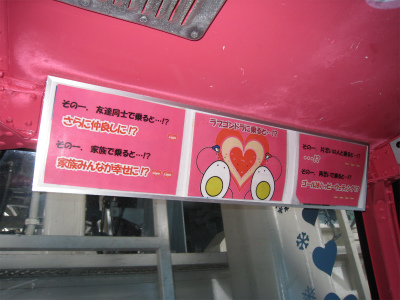 その一、友達同士で乗ると…!?
さらに仲良しに!?
その一、家族で乗ると…!?
家族みんなが幸せに!?
ラブゴンドラに乗ると…!?
その一、
…!?
その一、